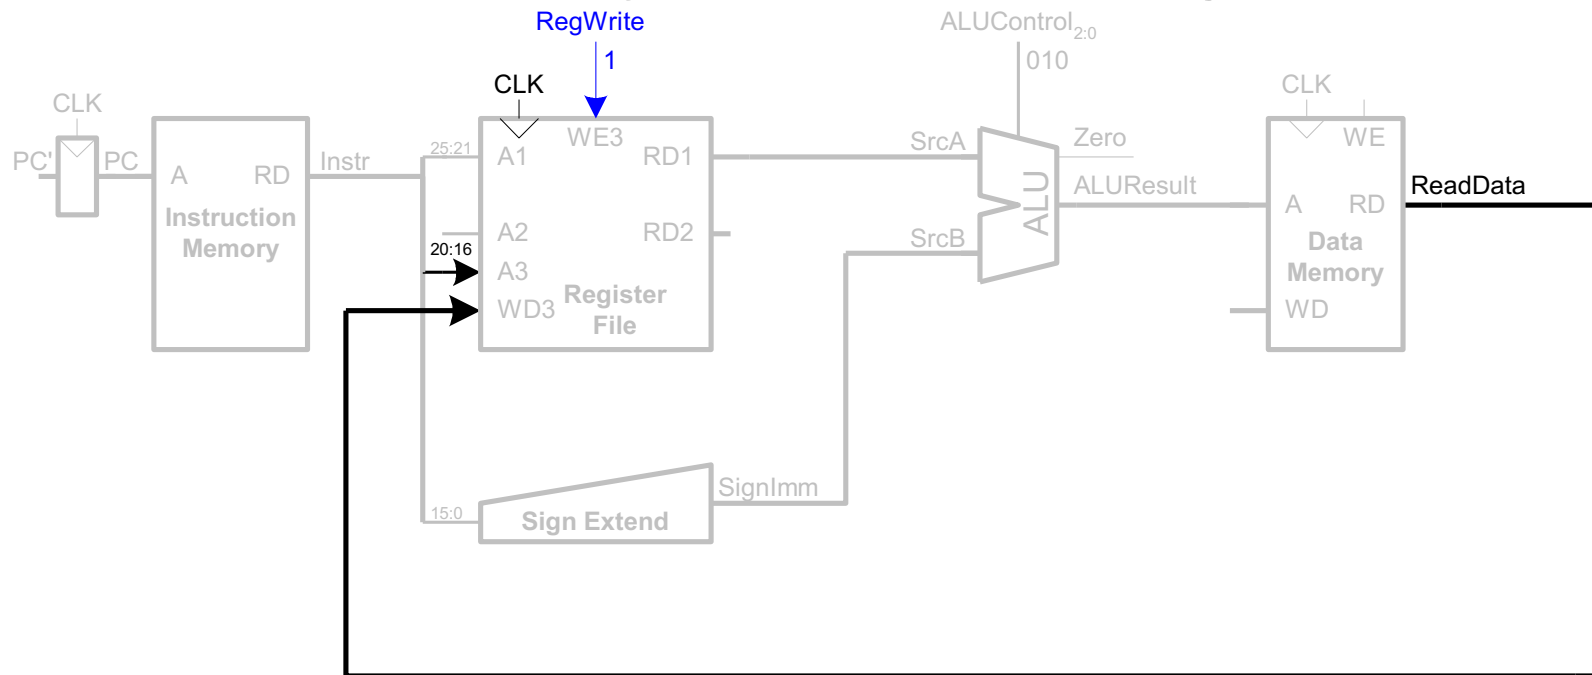 RegWrite
1
ALUControl2:0
010
CLK
CLK
CLK
PC'
PC
A
RD
Instruction
Memory
Instr
25:21
A1
WE3
RD1
A2
RD2
20:16
A3
WD3
Register
File
SrcA
SrcB
ALU
Zero
ALUResult
WE
A
RD
Data
Memory
WD
ReadData
15:0
Sign Extend
SignImm